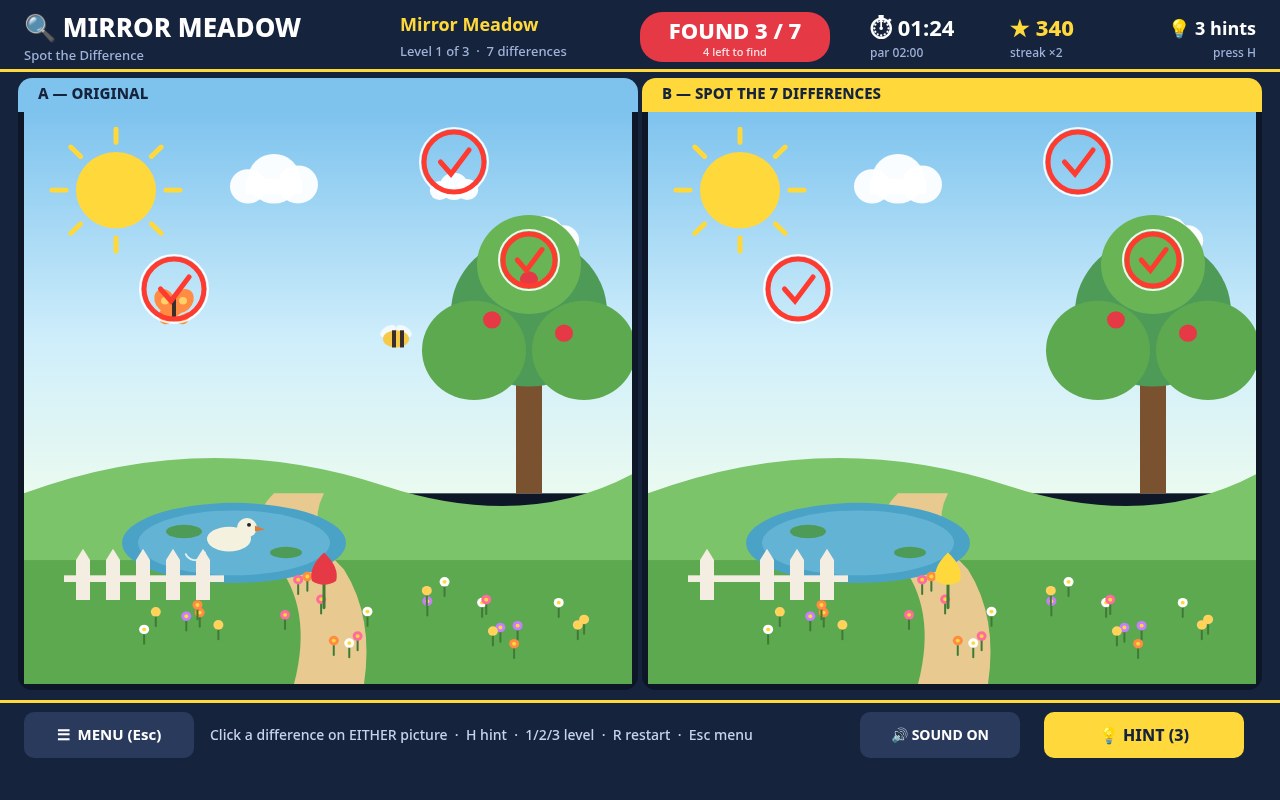 🔍 MIRROR MEADOW
Spot the Difference
Mirror Meadow
Level 1 of 3 · 7 differences
FOUND 3 / 7
4 left to find
⏱ 01:24
par 02:00
★ 340
streak ×2
💡 3 hints
press H
A — ORIGINAL
B — SPOT THE 7 DIFFERENCES
☰ MENU (Esc)
Click a difference on EITHER picture · H hint · 1/2/3 level · R restart · Esc menu
🔊 SOUND ON
💡 HINT (3)